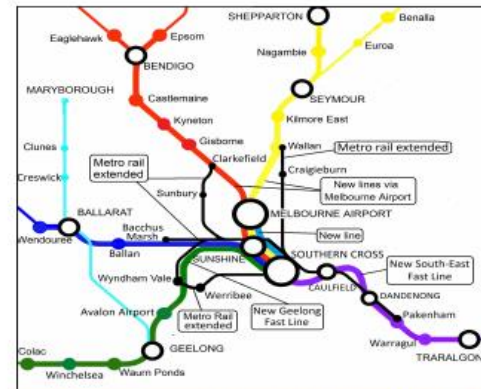 SHEPPARTON
Benalla
Eaglehawk
Epsom
Nagambie
Euroa
BENDIGO
MARYBOROUGH
Castlemaine
SEYMOUR
Kyneton
Kilmore East
Clunes
Gisborne
Wallan
Metro rail extended
Metro rail
extended
Clarkefield
Craigieburn
Creswick
Sunbury
New lines via
Melbourne Airport
BALLARAT
MELBOURNE AIRPORT
Bacchus
Marsh
New line
Wendouree
Ballan
SUNSHINE
SOUTHERN CROSS
New South-East
Fast Line
CAULFIELD
Wyndham Vale
DANDENONG
Werribee
Avalon Airport
Metro Rail
extended
New Geelong
Fast Line
Pakenham
Warragul
GEELONG
TRARALGON
Colac
Winchelsea
Waurn Ponds